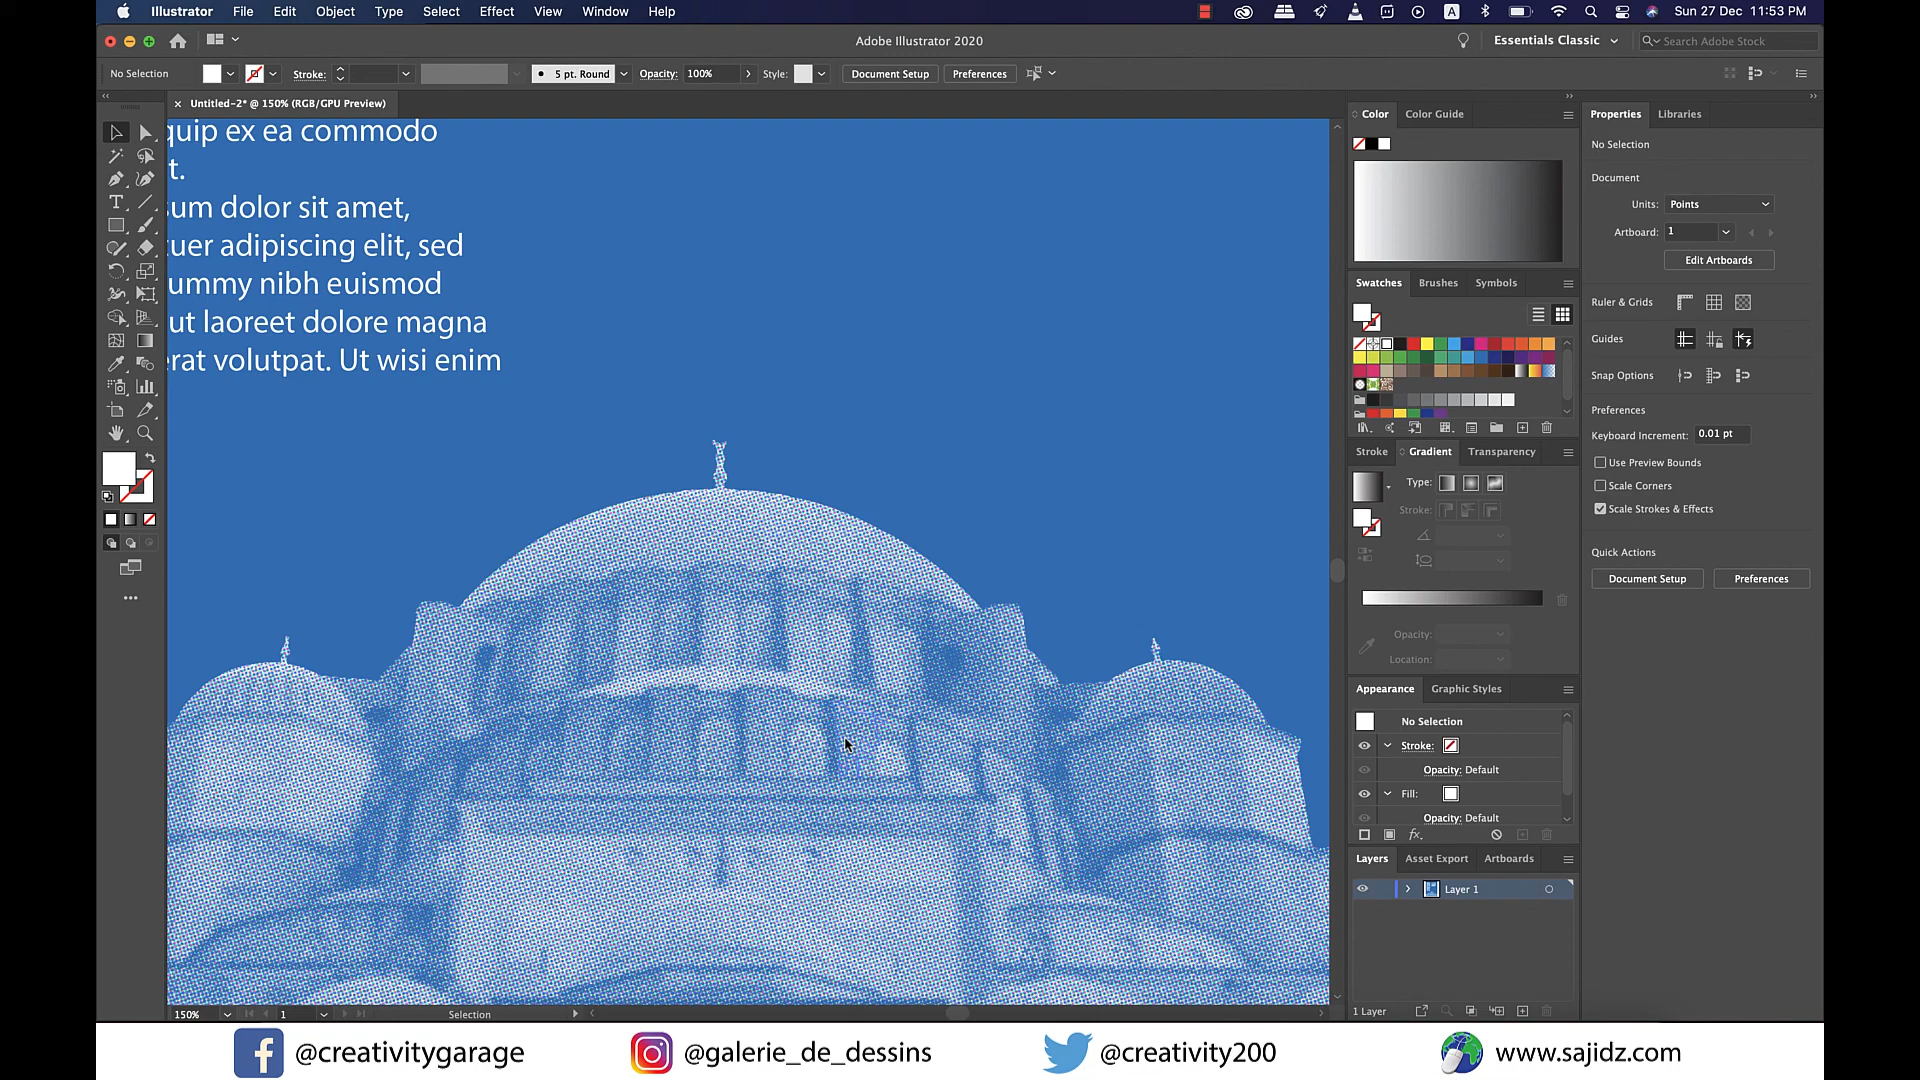 Illustrator File Edit Object Type Select Effect View Window Help
A
Sun 27 Dec 11:53 PM
Adobe Illustrator 2020
Essentials Classic
Search Adobe Stock
No Selection
Stroke:
5 pt. Round
Opacity: 100%
Style:
Document Setup
Preferences
Untitled-2* @ 150% (RGB/GPU Preview)
quip ex ea commodo
t.
sum dolor sit amet,
tuer adipiscing elit, sed
ummy nibh euismod
ut laoreet dolore magna
erat volutpat. Ut wisi enim
150%
1
Selection
Color Color Guide
Swatches Brushes Symbols
Stroke Gradient Transparency
Type:
Stroke:
Opacity:
Location:
Appearance Graphic Styles
No Selection
Stroke:
Opacity: Default
Fill:
Opacity: Default
fx
Layers Asset Export Artboards
Layer 1
1 Layer
Properties Libraries
No Selection
Document
Units: Points
Artboard: 1
Edit Artboards
Ruler & Grids
Guides
Snap Options
Preferences
Keyboard Increment: 0.01 pt
Use Preview Bounds
Scale Corners
Scale Strokes & Effects
Quick Actions
Document Setup Preferences
@creativitygarage
@galerie_de_dessins
@creativity200
www.sajidz.com